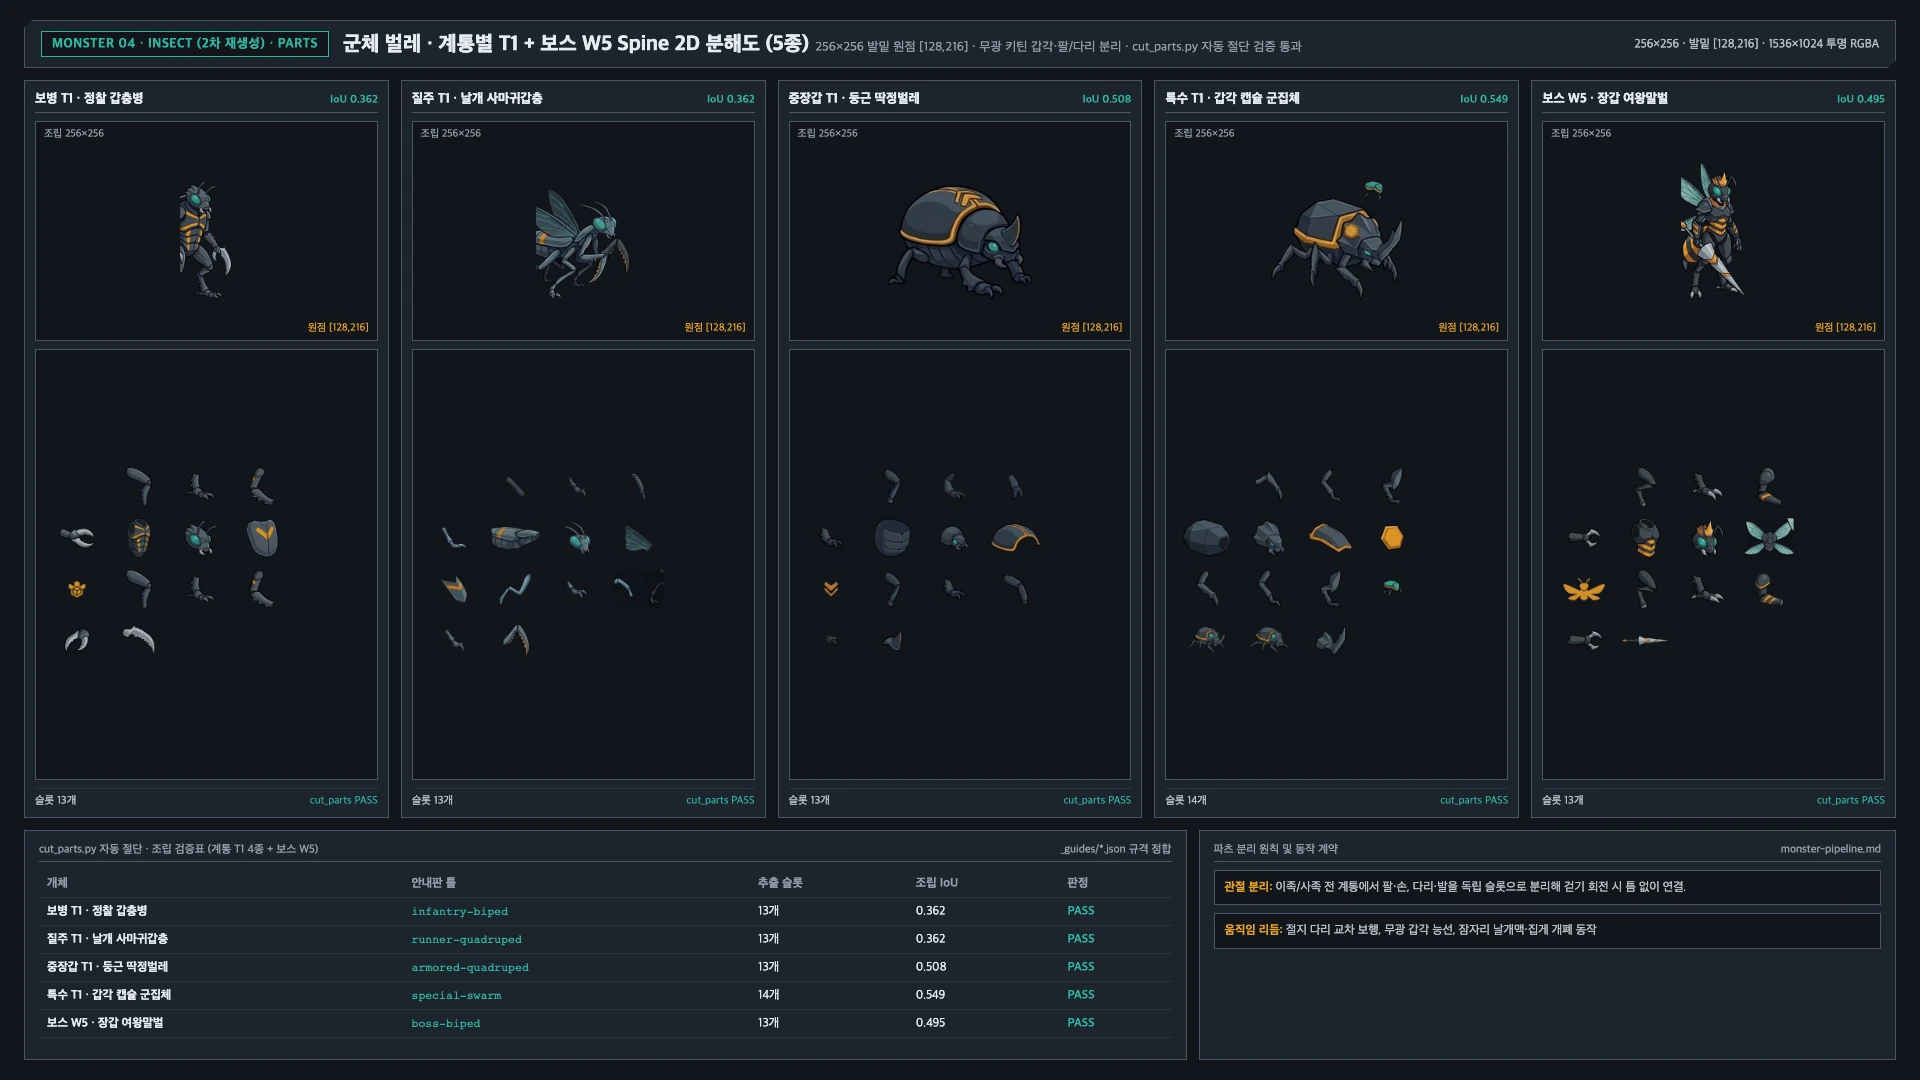 MONSTER 04 · INSECT (2차 재생성) · PARTS
군체 벌레 · 계통별 T1 + 보스 W5 Spine 2D 분해도 (5종)
256×256 발밑 원점 [128,216] · 무광 키틴 갑각·팔/다리 분리 · cut_parts.py 자동 절단 검증 통과
256×256 · 발밑 [128,216] · 1536×1024 투명 RGBA
보병 T1 · 정찰 갑충병
IoU 0.362
조립 256×256
원점 [128,216]
슬롯 13개
cut_parts PASS
질주 T1 · 날개 사마귀갑충
IoU 0.362
조립 256×256
원점 [128,216]
슬롯 13개
cut_parts PASS
중장갑 T1 · 둥근 딱정벌레
IoU 0.508
조립 256×256
원점 [128,216]
슬롯 13개
cut_parts PASS
특수 T1 · 갑각 캡슐 군집체
IoU 0.549
조립 256×256
원점 [128,216]
슬롯 14개
cut_parts PASS
보스 W5 · 장갑 여왕말벌
IoU 0.495
조립 256×256
원점 [128,216]
슬롯 13개
cut_parts PASS
cut_parts.py 자동 절단 · 조립 검증표 (계통 T1 4종 + 보스 W5)
_guides/*.json 규격 정합
개체 안내판 틀 추출 슬롯 조립 IoU 판정
보병 T1 · 정찰 갑충병 infantry-biped 13개 0.362 PASS
질주 T1 · 날개 사마귀갑충 runner-quadruped 13개 0.362 PASS
중장갑 T1 · 둥근 딱정벌레 armored-quadruped 13개 0.508 PASS
특수 T1 · 갑각 캡슐 군집체 special-swarm 14개 0.549 PASS
보스 W5 · 장갑 여왕말벌 boss-biped 13개 0.495 PASS
파츠 분리 원칙 및 동작 계약
monster-pipeline.md
관절 분리: 이족/사족 전 계통에서 팔·손, 다리·발을 독립 슬롯으로 분리해 걷기 회전 시 틈 없이 연결.
움직임 리듬: 절지 다리 교차 보행, 무광 갑각 능선, 잠자리 날개맥·집게 개폐 동작